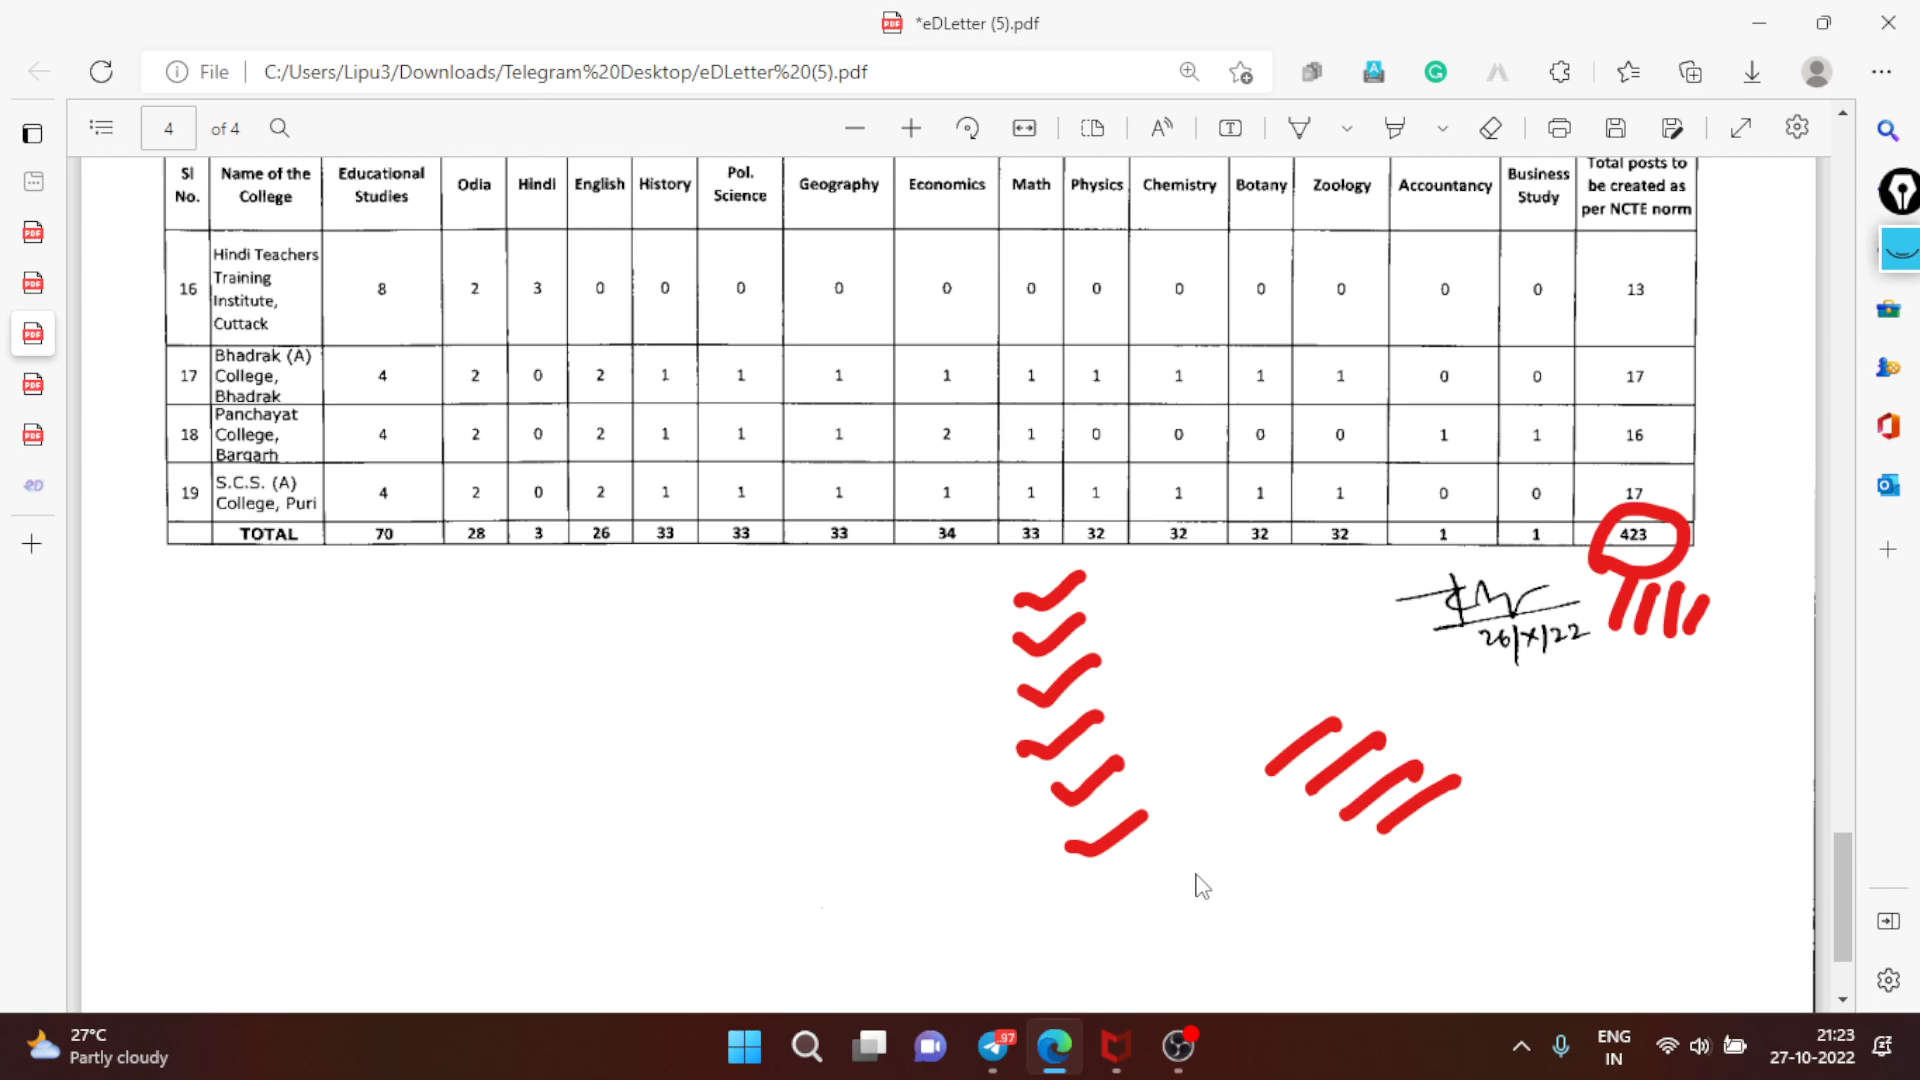 *eDLetter (5).pdf
File C:/Users/Lipu3/Downloads/Telegram%20Desktop/eDLetter%20(5).pdf
4 of 4
Sl No. Name of the College Educational Studies Odia Hindi English History Pol. Science Geography Economics Math Physics Chemistry Botany Zoology Accountancy Business Study Total posts to be created as per NCTE norm
16 Hindi Teachers Training Institute, Cuttack 8 2 3 0 0 0 0 0 0 0 0 0 0 0 0 13
17 Bhadrak (A) College, Bhadrak 4 2 0 2 1 1 1 1 1 1 1 1 1 0 0 17
18 Panchayat College, Bargarh 4 2 0 2 1 1 1 2 1 0 0 0 0 1 1 16
19 S.C.S. (A) College, Puri 4 2 0 2 1 1 1 1 1 1 1 1 1 0 0 17
TOTAL 70 28 3 26 33 33 33 34 33 32 32 32 32 1 1 423
26/X/22
27°C
Partly cloudy
97
ENG
IN
21:23
27-10-2022